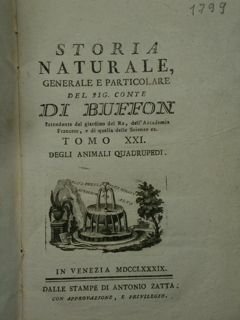 1799
STORIA
NATURALE,
GENERALE E PARTICOLARE
DEL SIG. CONTE
DI BUFFON
Intendente del giardino del Re, dell'Accademia
Francese, e di quella delle Scienze ec.
TOMO XXI.
DEGLI ANIMALI QUADRUPEDI.
IN VENEZIA MDCCLXXXIX.
DALLE STAMPE DI ANTONIO ZATTA;
CON APPROVAZIONE, E PRIVILEGIO.